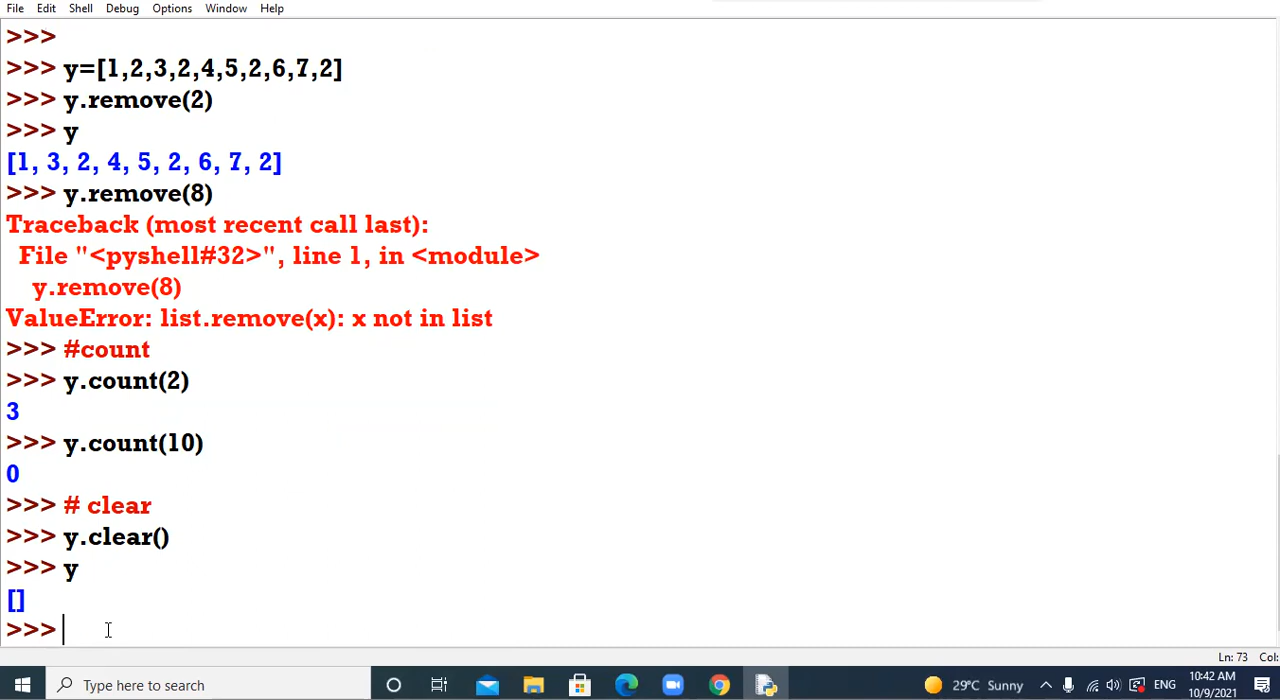 File Edit Shell Debug Options Window Help
>>>
>>> y=[1,2,3,2,4,5,2,6,7,2]
>>> y.remove(2)
>>> y
[1, 3, 2, 4, 5, 2, 6, 7, 2]
>>> y.remove(8)
Traceback (most recent call last):
  File "<pyshell#32>", line 1, in <module>
    y.remove(8)
ValueError: list.remove(x): x not in list
>>> #count
>>> y.count(2)
3
>>> y.count(10)
0
>>> # clear
>>> y.clear()
>>> y
[]
>>>
Ln: 73 Col:
Type here to search
29°C Sunny
ENG
10:42 AM
10/9/2021